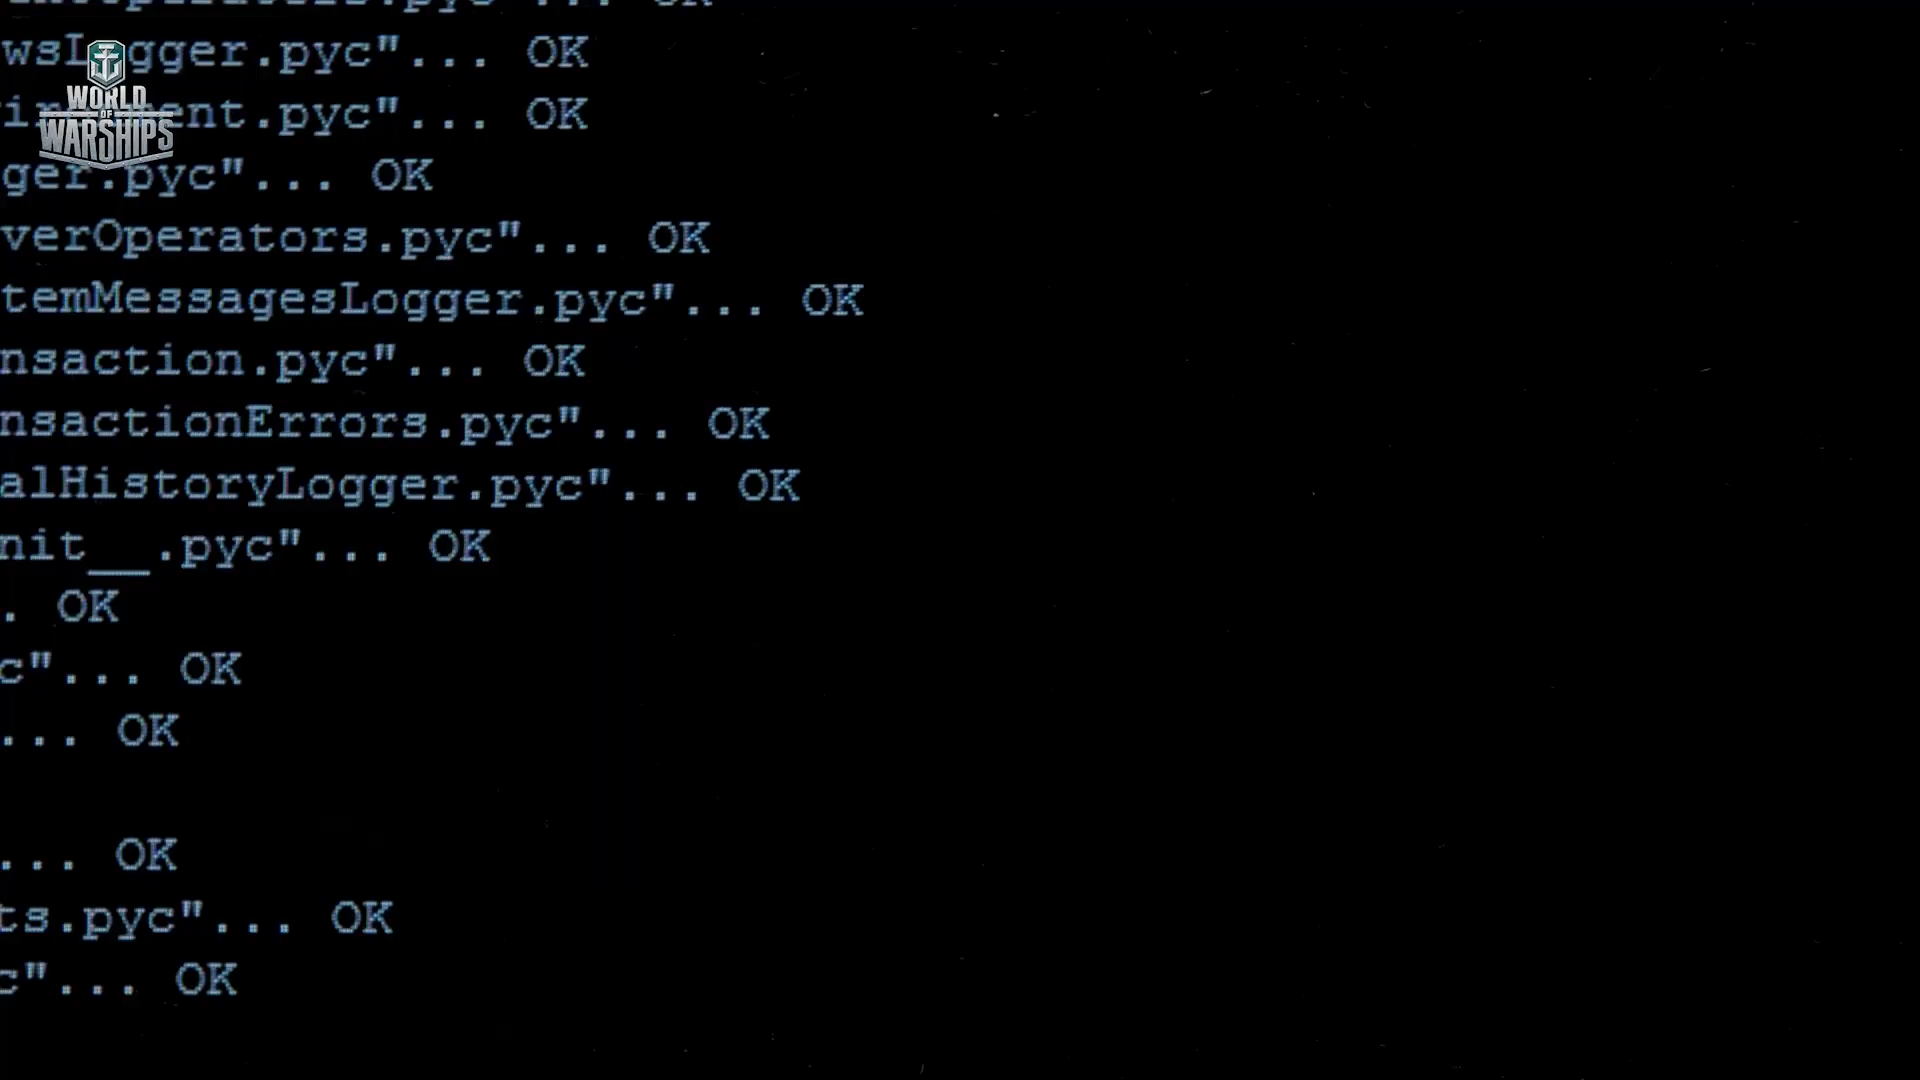 wsLogger.pyc"... OK
WORLD
OF
WARSHIPS
ent.pyc"... OK
ger.pyc"... OK
verOperators.pyc"... OK
temMessagesLogger.pyc"... OK
nsaction.pyc"... OK
nsactionErrors.pyc"... OK
alHistoryLogger.pyc"... OK
nit__.pyc"... OK
. OK
c"... OK
... OK
... OK
ts.pyc"... OK
c"... OK